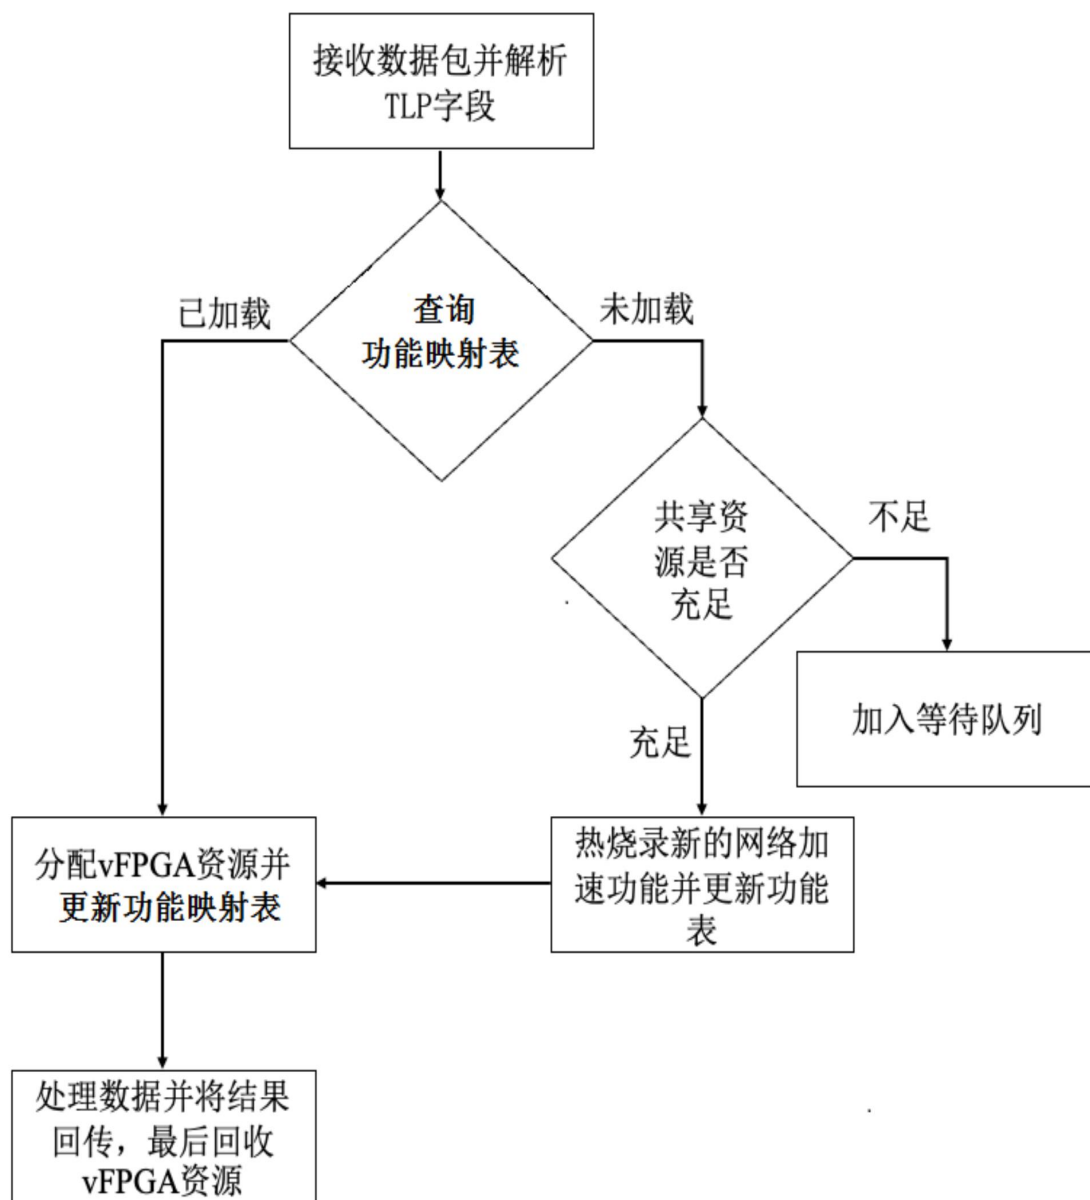 接收数据包并解析
TLP字段
已加载
查询
功能映射表
未加载
共享资
源是否
充足
不足
加入等待队列
充足
分配vFPGA资源并
更新功能映射表
热烧录新的网络加
速功能并更新功能
表
处理数据并将结果
回传，最后回收
vFPGA资源